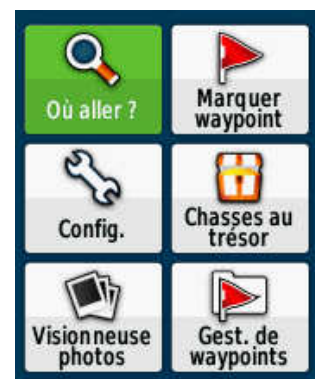 Où aller ?
Marquer
waypoint
Config.
Chasses au
trésor
Visionneuse
photos
Gest. de
waypoints